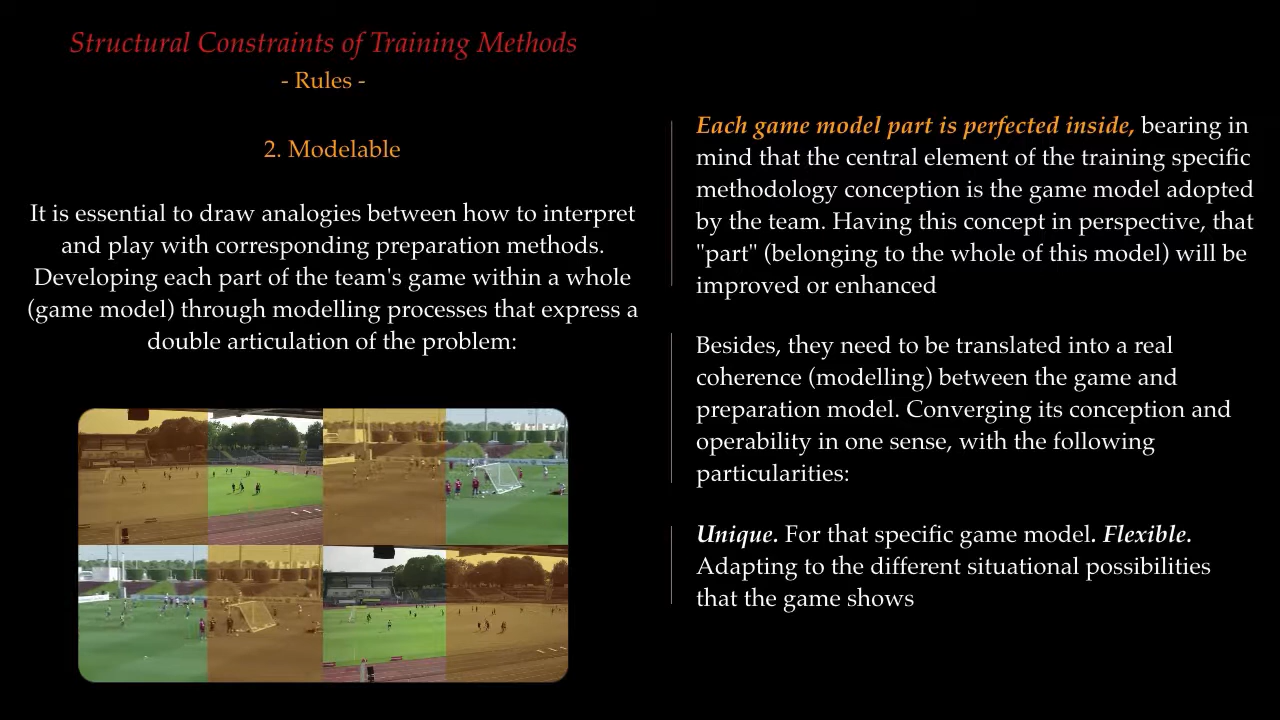 Structural Constraints of Training Methods
- Rules -
2. Modelable
It is essential to draw analogies between how to interpret
and play with corresponding preparation methods.
Developing each part of the team's game within a whole
(game model) through modelling processes that express a
double articulation of the problem:
Each game model part is perfected inside, bearing in
mind that the central element of the training specific
methodology conception is the game model adopted
by the team. Having this concept in perspective, that
"part" (belonging to the whole of this model) will be
improved or enhanced
Besides, they need to be translated into a real
coherence (modelling) between the game and
preparation model. Converging its conception and
operability in one sense, with the following
particularities:
Unique. For that specific game model. Flexible.
Adapting to the different situational possibilities
that the game shows